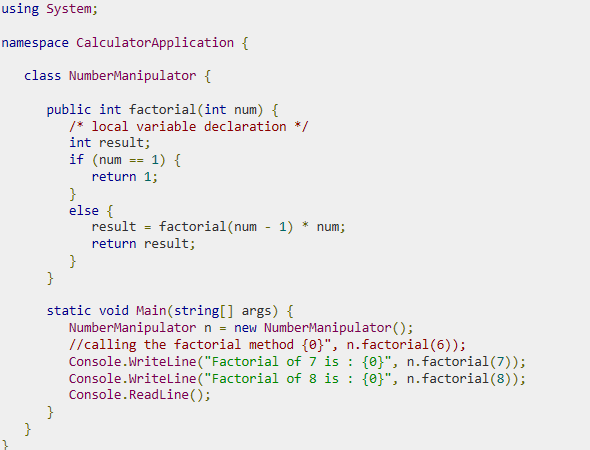 using System;
namespace CalculatorApplication {
class NumberManipulator {
public int factorial(int num) {
/* local variable declaration */
int result;
if (num == 1) {
return 1;
}
else {
result = factorial(num - 1) * num;
return result;
}
}
static void Main(string[] args) {
NumberManipulator n = new NumberManipulator();
//calling the factorial method {0}", n.factorial(6));
Console.WriteLine("Factorial of 7 is : {0}", n.factorial(7));
Console.WriteLine("Factorial of 8 is : {0}", n.factorial(8));
Console.ReadLine();
}
}
}